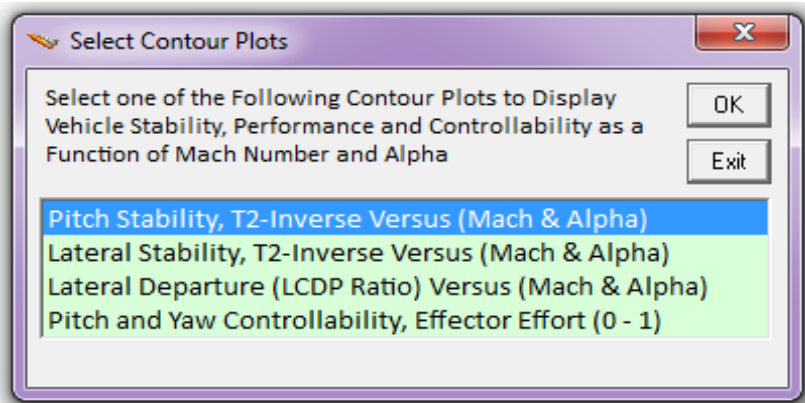 Select Contour Plots
Select one of the Following Contour Plots to Display
Vehicle Stability, Performance and Controllability as a
Function of Mach Number and Alpha
OK
Exit
Pitch Stability, T2-Inverse Versus (Mach & Alpha)
Lateral Stability, T2-Inverse Versus (Mach & Alpha)
Lateral Departure (LCDP Ratio) Versus (Mach & Alpha)
Pitch and Yaw Controllability, Effector Effort (0 - 1)